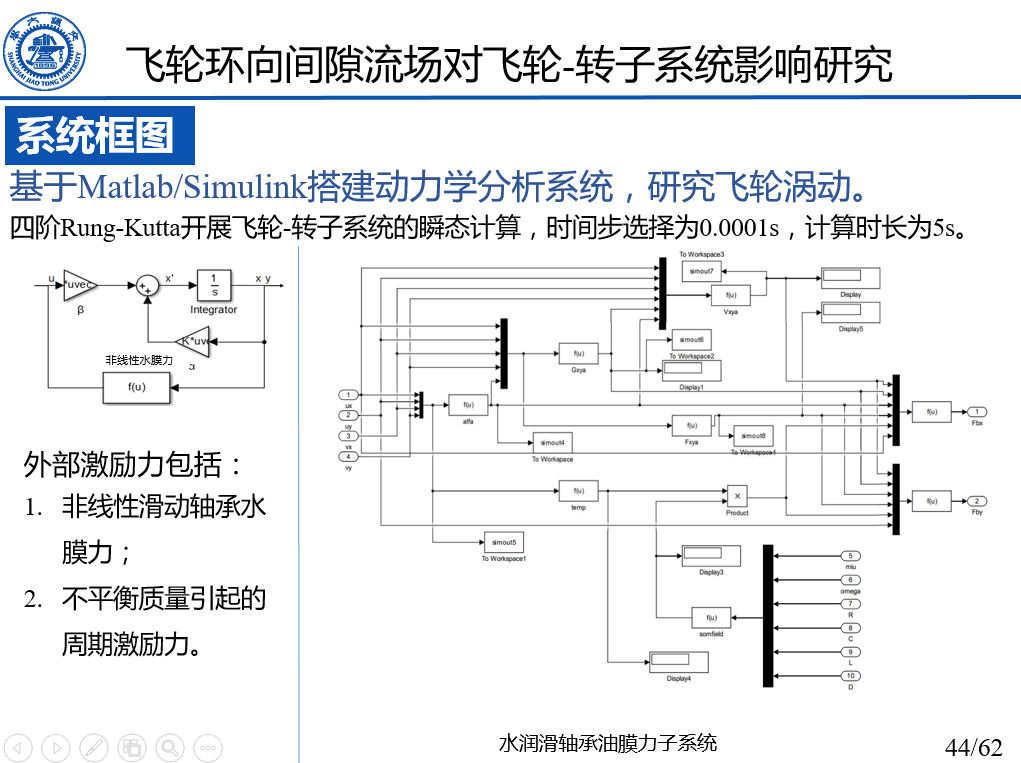 飞轮环向间隙流场对飞轮-转子系统影响研究
SHANGHAI JIAO TONG UNIVERSITY
1896
系统框图
基于Matlab/Simulink搭建动力学分析系统，研究飞轮涡动。
四阶Rung-Kutta开展飞轮-转子系统的瞬态计算，时间步选择为0.0001s，计算时长为5s。
u
*uvec
β
x'
1
s
Integrator
x y
K*uve
α
非线性水膜力
f(u)
外部激励力包括：
1. 非线性滑动轴承水
膜力；
2. 不平衡质量引起的
周期激励力。
To Workspace3
simout7
f(u)
Vxya
Display
Display5
simout6
To Workspace2
f(u)
Gxya
Display1
1
ux
2
uy
3
vx
4
vy
f(u)
alfa
simout4
To Workspace
f(u)
Fxya
simout8
To Workspace4
f(u)
1
Fbx
f(u)
temp
×
Product
f(u)
2
Fby
simout5
To Workspace1
Display3
f(u)
somfield
Display4
5
miu
6
omega
7
R
8
C
9
L
10
D
水润滑轴承油膜力子系统
44/62